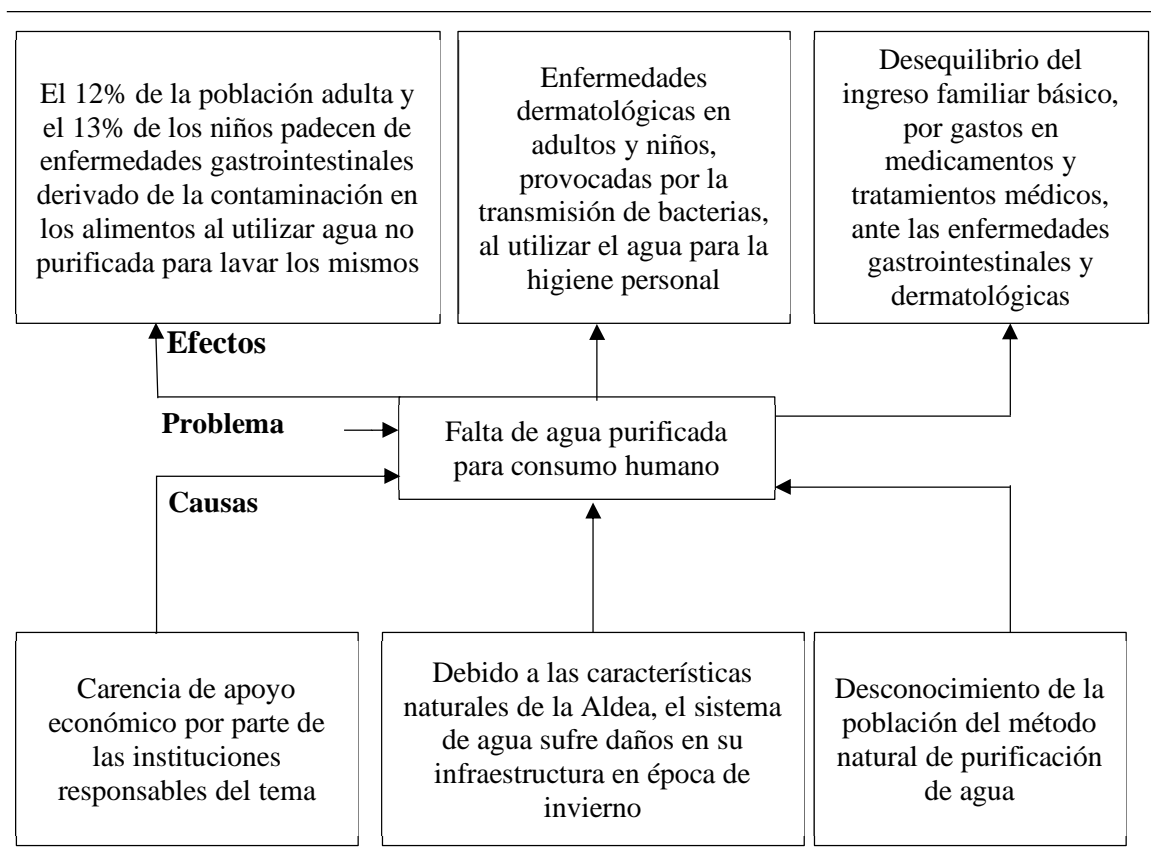 El 12% de la población adulta y
el 13% de los niños padecen de
enfermedades gastrointestinales
derivado de la contaminación en
los alimentos al utilizar agua no
purificada para lavar los mismos
Enfermedades
dermatológicas en
adultos y niños,
provocadas por la
transmisión de bacterias,
al utilizar el agua para la
higiene personal
Desequilibrio del
ingreso familiar básico,
por gastos en
medicamentos y
tratamientos médicos,
ante las enfermedades
gastrointestinales y
dermatológicas
Efectos
Problema
Falta de agua purificada
para consumo humano
Causas
Carencia de apoyo
económico por parte de
las instituciones
responsables del tema
Debido a las características
naturales de la Aldea, el sistema
de agua sufre daños en su
infraestructura en época de
invierno
Desconocimiento de la
población del método
natural de purificación
de agua